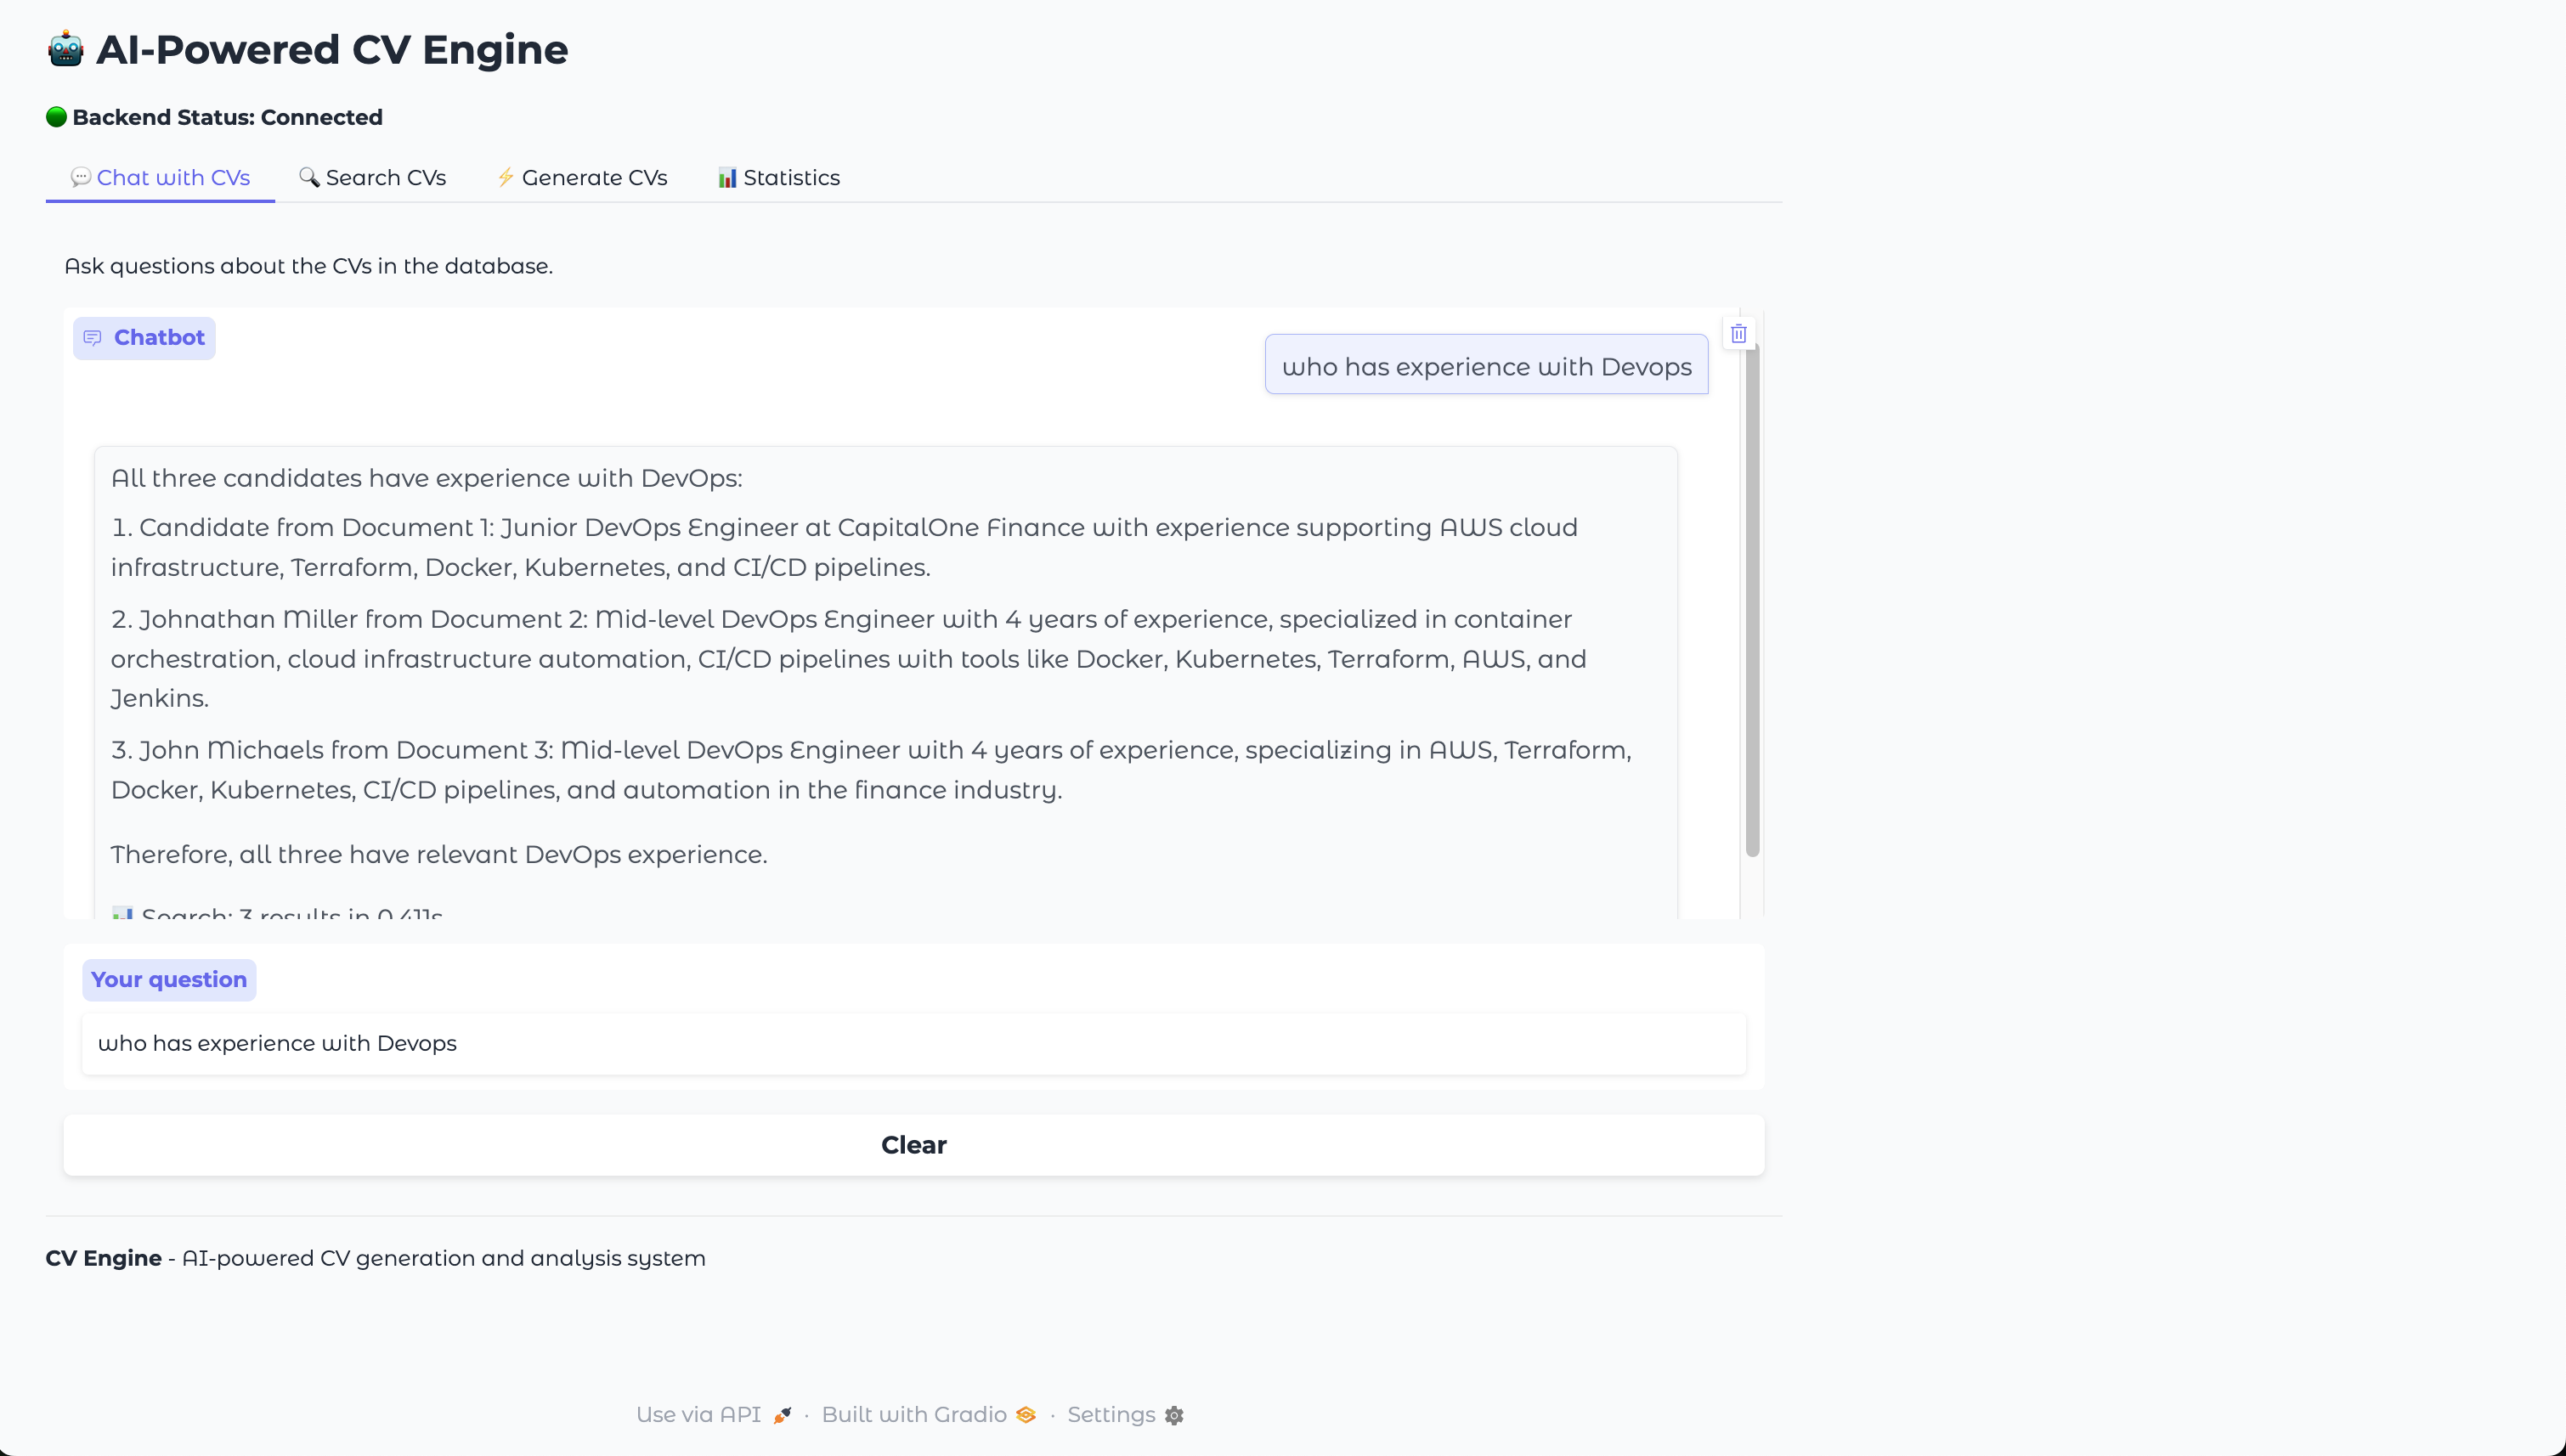 AI-Powered CV Engine
Backend Status: Connected
Chat with CVs
Search CVs
Generate CVs
Statistics
Ask questions about the CVs in the database.
Chatbot
who has experience with Devops
All three candidates have experience with DevOps:
1. Candidate from Document 1: Junior DevOps Engineer at CapitalOne Finance with experience supporting AWS cloud
infrastructure, Terraform, Docker, Kubernetes, and CI/CD pipelines.
2. Johnathan Miller from Document 2: Mid-level DevOps Engineer with 4 years of experience, specialized in container
orchestration, cloud infrastructure automation, CI/CD pipelines with tools like Docker, Kubernetes, Terraform, AWS, and
Jenkins.
3. John Michaels from Document 3: Mid-level DevOps Engineer with 4 years of experience, specializing in AWS, Terraform,
Docker, Kubernetes, CI/CD pipelines, and automation in the finance industry.
Therefore, all three have relevant DevOps experience.
Search: 3 results in 0.411s
Your question
who has experience with Devops
Clear
CV Engine - AI-powered CV generation and analysis system
Use via API · Built with Gradio · Settings